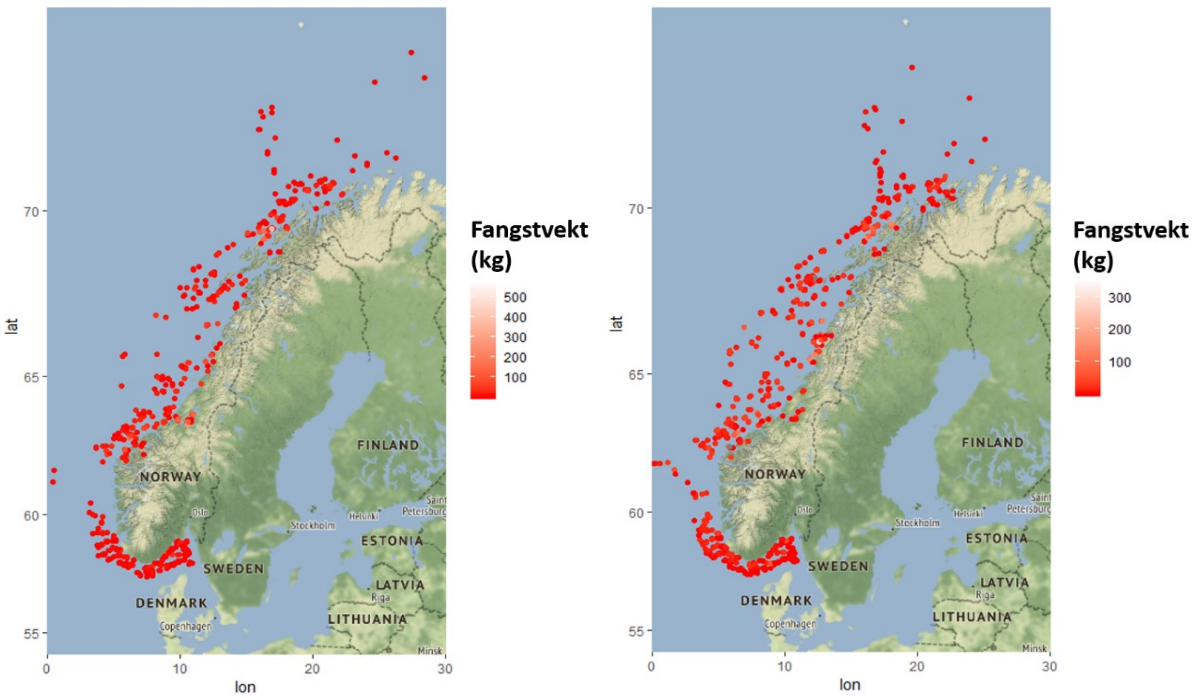 70
65
60
55
lat
0
10
20
30
lon
NORWAY
Oslo
FINLAND
Helsinki
Saint
Petersburg
Stockholm
ESTONIA
SWEDEN
LATVIA
Riga
DENMARK
Copenhagen
LITHUANIA
Minsk
Fangstvekt
(kg)
500
400
300
200
100
70
65
60
55
lat
0
10
20
30
lon
NORWAY
Oslo
FINLAND
Helsinki
Saint
Petersburg
Stockholm
ESTONIA
SWEDEN
LATVIA
Riga
DENMARK
Copenhagen
LITHUANIA
Minsk
Fangstvekt
(kg)
300
200
100